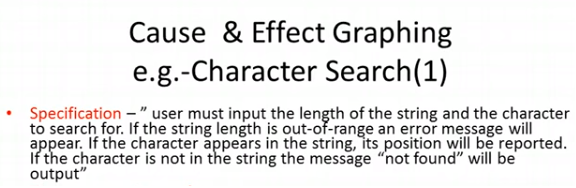 Cause & Effect Graphing
e.g.-Character Search(1)
• Specification – ” user must input the length of the string and the character
to search for. If the string length is out-of-range an error message will
appear. If the character appears in the string, its position will be reported.
If the character is not in the string the message “not found” will be
output”